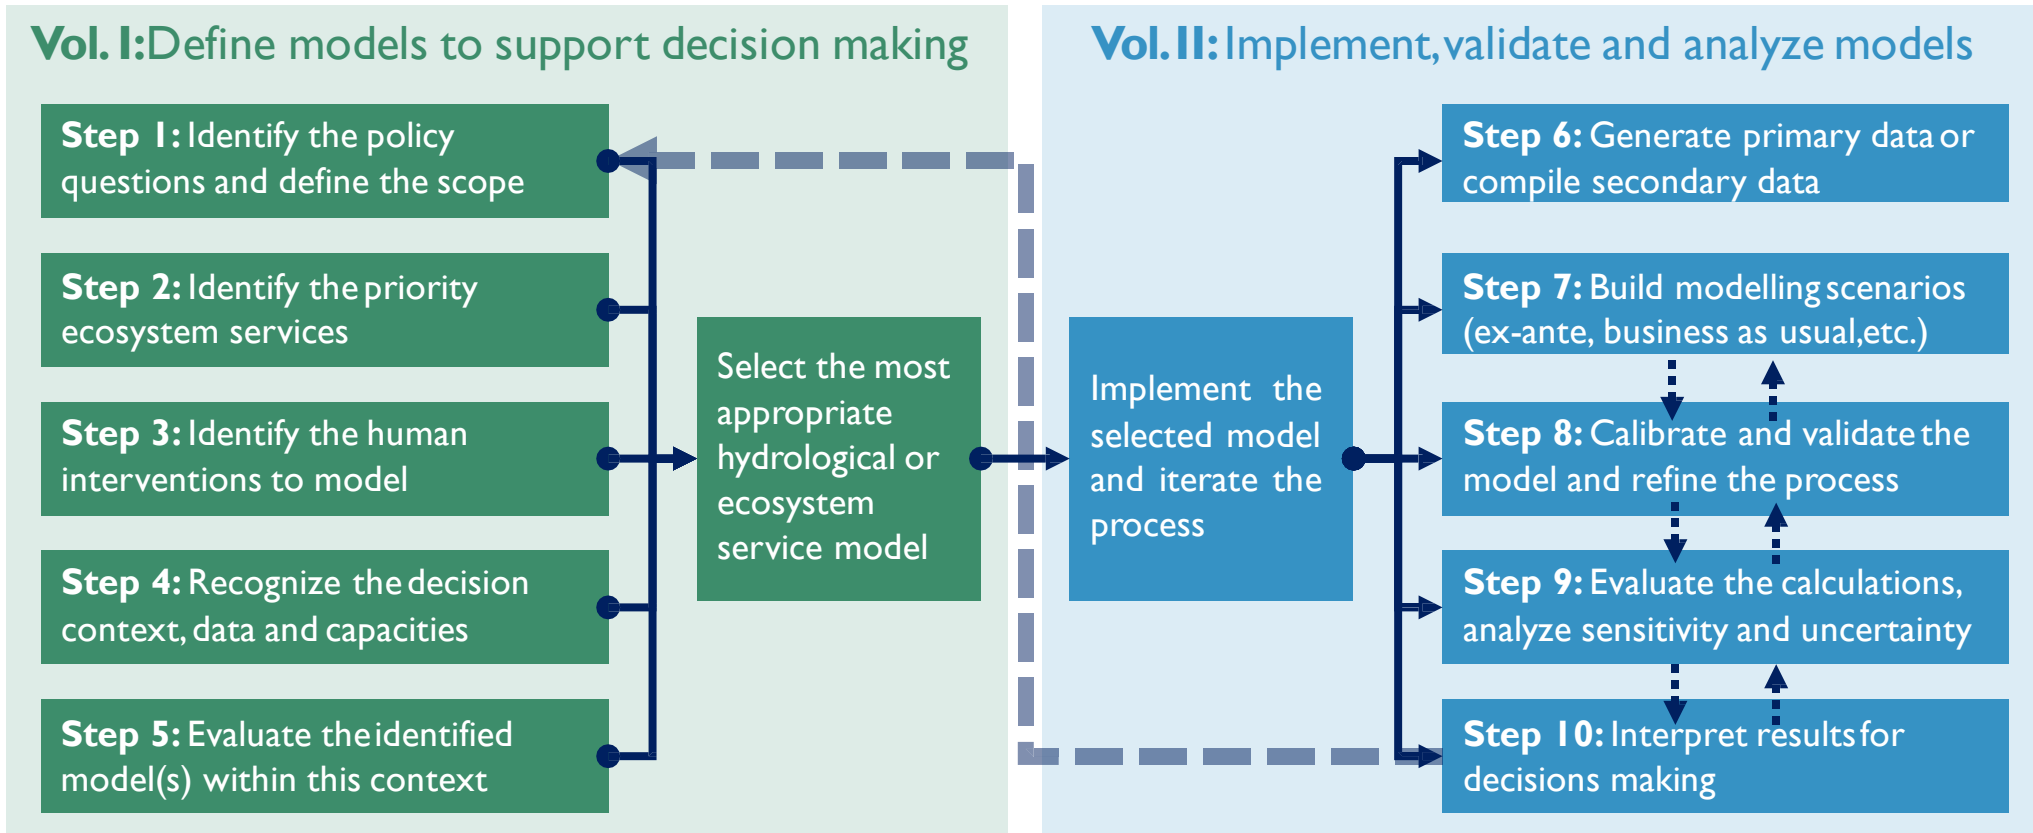 Vol. I: Define models to support decision making
Step 1: Identify the policy
questions and define the scope
Step 2: Identify the priority
ecosystem services
Step 3: Identify the human
interventions to model
Step 4: Recognize the decision
context, data and capacities
Step 5: Evaluate the identified
model(s) within this context
Select the most
appropriate
hydrological or
ecosystem
service model
Vol. II: Implement, validate and analyze models
Implement the
selected model
and iterate the
process
Step 6: Generate primary data or
compile secondary data
Step 7: Build modelling scenarios
(ex-ante, business as usual,etc.)
Step 8: Calibrate and validate the
model and refine the process
Step 9: Evaluate the calculations,
analyze sensitivity and uncertainty
Step 10: Interpret results for
decisions making